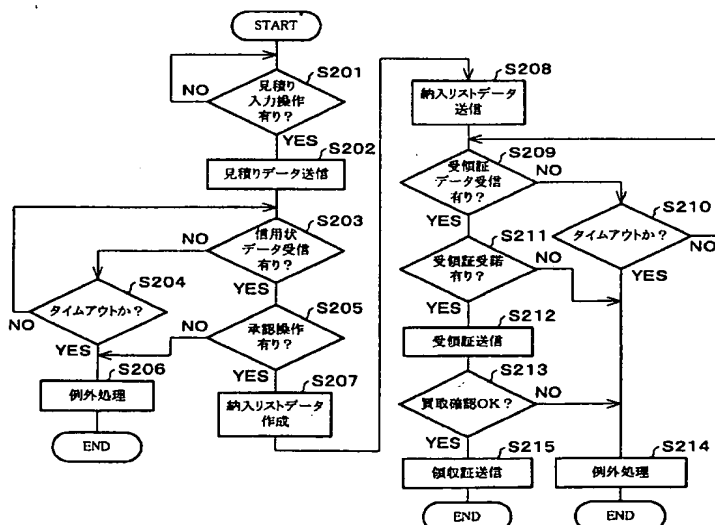 START
S201
見積り
入力操作
有り?
NO
YES
S202
見積りデータ送信
S203
信用状
データ受信
有り?
NO
YES
S204
タイムアウトか?
NO
YES
S205
承認操作
有り?
NO
YES
S206
例外処理
END
S207
納入リストデータ
作成
S208
納入リストデータ
送信
S209
受領証
データ受信
有り?
NO
YES
S210
タイムアウトか?
NO
YES
S211
受領証受諾
有り?
NO
YES
S212
受領証送信
S213
買取確認OK?
NO
YES
S214
例外処理
END
S215
領収証送信
END